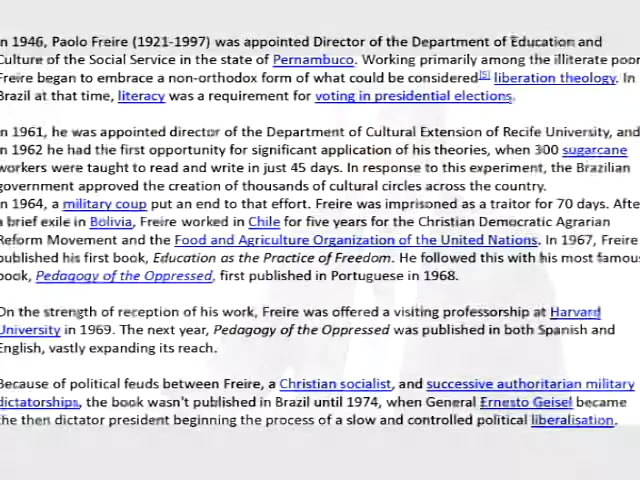 n 1946, Paolo Freire (1921-1997) was appointed Director of the Department of Education and
Culture of the Social Service in the state of Pernambuco. Working primarily among the illiterate poor
Freire began to embrace a non-orthodox form of what could be considered[5] liberation theology. In
Brazil at that time, literacy was a requirement for voting in presidential elections.
n 1961, he was appointed director of the Department of Cultural Extension of Recife University, and
n 1962 he had the first opportunity for significant application of his theories, when 300 sugarcane
workers were taught to read and write in just 45 days. In response to this experiment, the Brazilian
government approved the creation of thousands of cultural circles across the country.
n 1964, a military coup put an end to that effort. Freire was imprisoned as a traitor for 70 days. Afte
a brief exile in Bolivia, Freire worked in Chile for five years for the Christian Democratic Agrarian
Reform Movement and the Food and Agriculture Organization of the United Nations. In 1967, Freire
published his first book, Education as the Practice of Freedom. He followed this with his most famous
book, Pedagogy of the Oppressed, first published in Portuguese in 1968.
On the strength of reception of his work, Freire was offered a visiting professorship at Harvard
University in 1969. The next year, Pedagogy of the Oppressed was published in both Spanish and
English, vastly expanding its reach.
Because of political feuds between Freire, a Christian socialist, and successive authoritarian military
dictatorships, the book wasn't published in Brazil until 1974, when General Ernesto Geisel became
the then dictator president beginning the process of a slow and controlled political liberalisation.